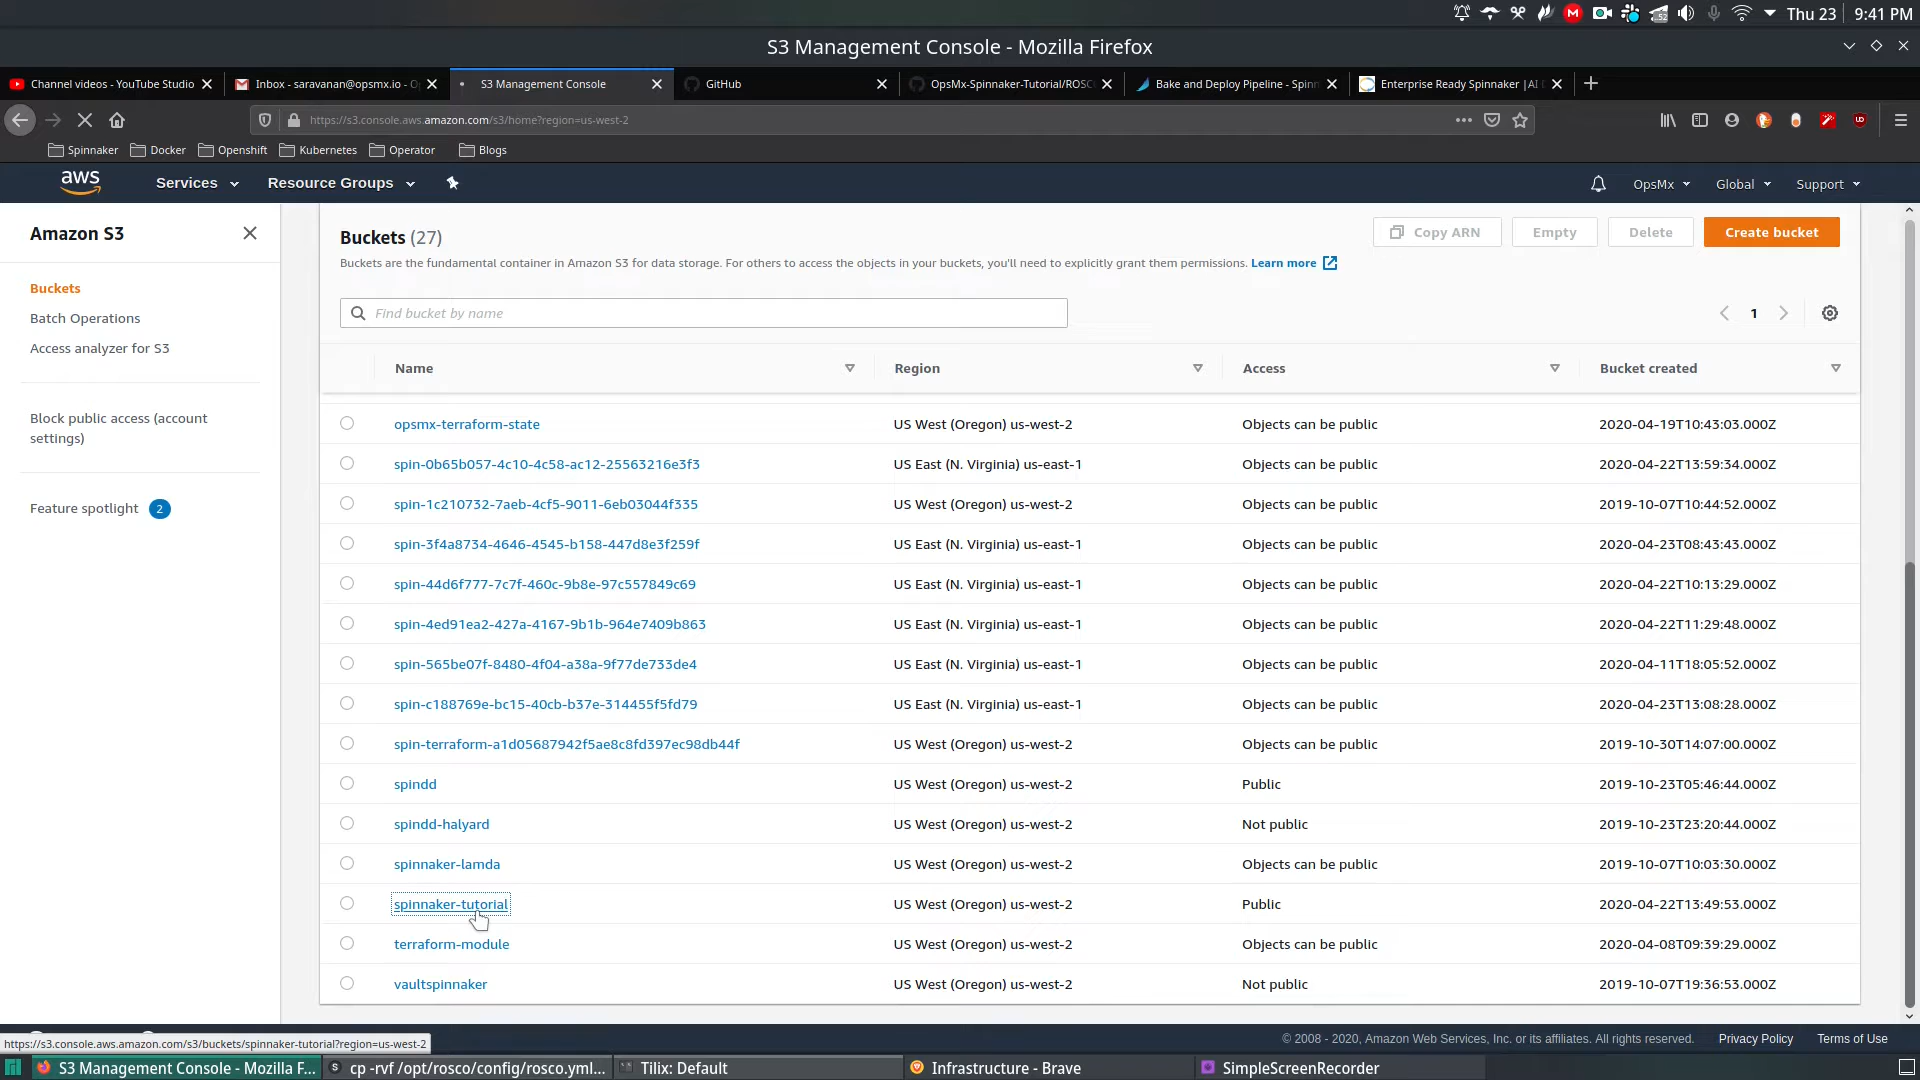 52
Thu 23
9:41 PM
S3 Management Console - Mozilla Firefox
Channel videos - YouTube Studio
Inbox - saravanan@opsmx.io - O
S3 Management Console
GitHub
OpsMx-Spinnaker-Tutorial/ROSC
Bake and Deploy Pipeline - Spinn
Enterprise Ready Spinnaker |AI D
https://s3.console.aws.amazon.com/s3/home?region=us-west-2
Spinnaker
Docker
Openshift
Kubernetes
Operator
Blogs
aws
Services
Resource Groups
OpsMx
Global
Support
Amazon S3
Buckets
Batch Operations
Access analyzer for S3
Block public access (account
settings)
Feature spotlight 2
Buckets (27)
Copy ARN
Empty
Delete
Create bucket
Buckets are the fundamental container in Amazon S3 for data storage. For others to access the objects in your buckets, you'll need to explicitly grant them permissions. Learn more
Find bucket by name
1
Name Region Access Bucket created
opsmx-terraform-state US West (Oregon) us-west-2 Objects can be public 2020-04-19T10:43:03.000Z
spin-0b65b057-4c10-4c58-ac12-25563216e3f3 US East (N. Virginia) us-east-1 Objects can be public 2020-04-22T13:59:34.000Z
spin-1c210732-7aeb-4cf5-9011-6eb03044f335 US West (Oregon) us-west-2 Objects can be public 2019-10-07T10:44:52.000Z
spin-3f4a8734-4646-4545-b158-447d8e3f259f US East (N. Virginia) us-east-1 Objects can be public 2020-04-23T08:43:43.000Z
spin-44d6f777-7c7f-460c-9b8e-97c557849c69 US East (N. Virginia) us-east-1 Objects can be public 2020-04-22T10:13:29.000Z
spin-4ed91ea2-427a-4167-9b1b-964e7409b863 US East (N. Virginia) us-east-1 Objects can be public 2020-04-22T11:29:48.000Z
spin-565be07f-8480-4f04-a38a-9f77de733de4 US East (N. Virginia) us-east-1 Objects can be public 2020-04-11T18:05:52.000Z
spin-c188769e-bc15-40cb-b37e-314455f5fd79 US East (N. Virginia) us-east-1 Objects can be public 2020-04-23T13:08:28.000Z
spin-terraform-a1d05687942f5ae8c8fd397ec98db44f US West (Oregon) us-west-2 Objects can be public 2019-10-30T14:07:00.000Z
spindd US West (Oregon) us-west-2 Public 2019-10-23T05:46:44.000Z
spindd-halyard US West (Oregon) us-west-2 Not public 2019-10-23T23:20:44.000Z
spinnaker-lamda US West (Oregon) us-west-2 Objects can be public 2019-10-07T10:03:30.000Z
spinnaker-tutorial US West (Oregon) us-west-2 Public 2020-04-22T13:49:53.000Z
terraform-module US West (Oregon) us-west-2 Objects can be public 2020-04-08T09:39:29.000Z
vaultspinnaker US West (Oregon) us-west-2 Not public 2019-10-07T19:36:53.000Z
© 2008 - 2020, Amazon Web Services, Inc. or its affiliates. All rights reserved.
Privacy Policy
Terms of Use
https://s3.console.aws.amazon.com/s3/buckets/spinnaker-tutorial?region=us-west-2
S3 Management Console - Mozilla F...
cp -rvf /opt/rosco/config/rosco.yml...
Tilix: Default
Infrastructure - Brave
SimpleScreenRecorder